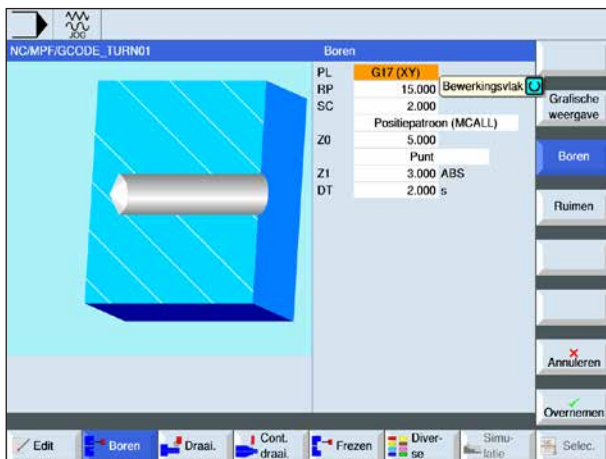 JOG
NC/MPF/GCODE_TURN01
Boren
PL G17 (XY)
Bewerkingsvlak
RP 15.000
SC 2.000
Positiepatroon (MCALL)
Z0 5.000
Punt
Z1 3.000 ABS
DT 2.000 s
Grafische
weergave
Boren
Ruimen
Annuleren
Overnemen
Edit
Boren
Draai.
Cont.
draai.
Frezen
Diver-
se
Simu-
latie
Selec.